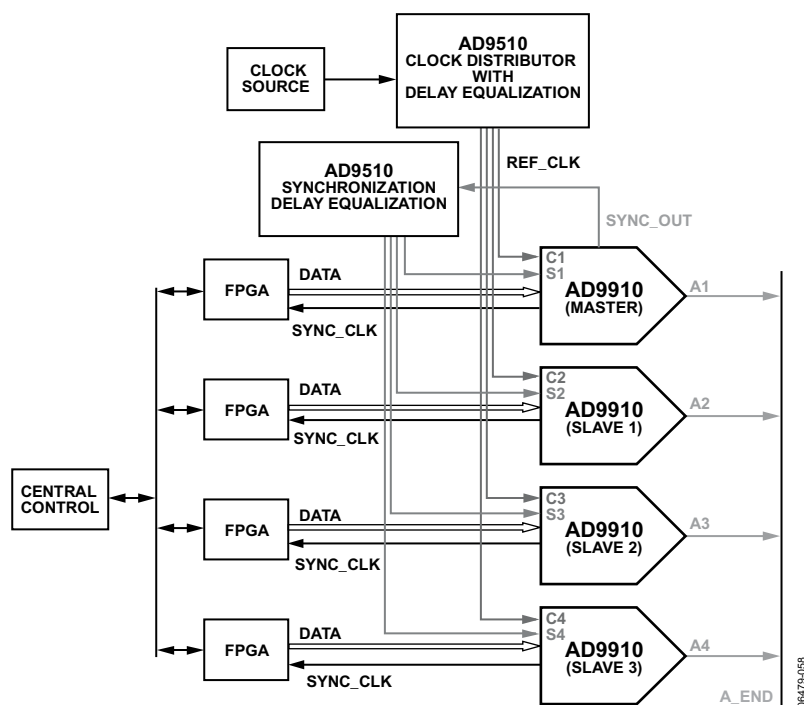 AD9510
CLOCK DISTRIBUTOR
WITH
DELAY EQUALIZATION
CLOCK
SOURCE
REF_CLK
AD9510
SYNCHRONIZATION
DELAY EQUALIZATION
SYNC_OUT
FPGA
DATA
SYNC_CLK
C1
S1
AD9910
(MASTER)
A1
FPGA
DATA
SYNC_CLK
C2
S2
AD9910
(SLAVE 1)
A2
CENTRAL
CONTROL
FPGA
DATA
SYNC_CLK
C3
S3
AD9910
(SLAVE 2)
A3
FPGA
DATA
SYNC_CLK
C4
S4
AD9910
(SLAVE 3)
A4
A_END
06479-058